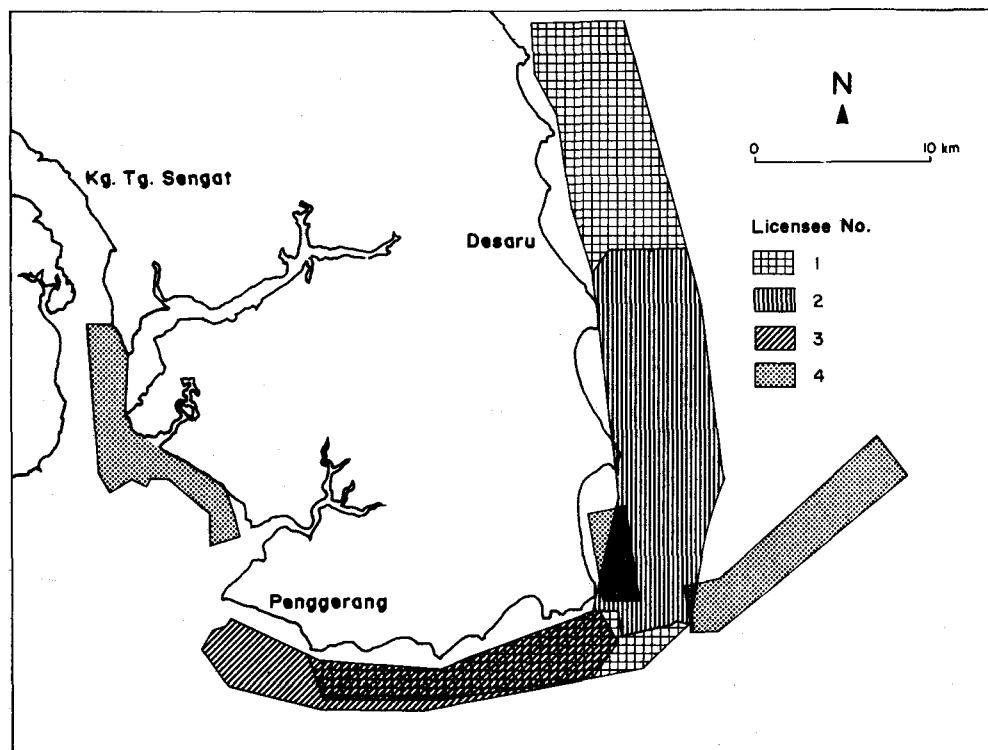 N
0 10 km
Kg. Tg. Sengat
Desaru
Licensee No.
1
2
3
4
Penggerang